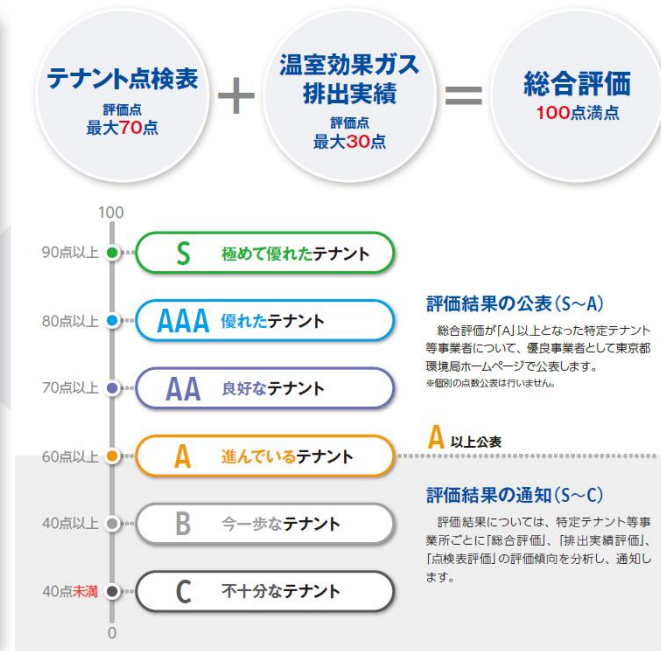 テナント点検表
評価点
最大70点
+
温室効果ガス
排出実績
評価点
最大30点
=
総合評価
100点満点
100
90点以上 S 極めて優れたテナント
80点以上 AAA 優れたテナント
70点以上 AA 良好なテナント
60点以上 A 進んでいるテナント
40点以上 B 今一歩なテナント
40点未満 C 不十分なテナント
0
評価結果の公表(S～A)
総合評価が「A」以上となった特定テナント
等事業者について、優良事業者として東京都
環境局ホームページで公表します。
※個別の点数公表は行いません。
A 以上公表
評価結果の通知(S～C)
評価結果については、特定テナント等事
業所ごとに「総合評価」、「排出実績評価」、
「点検表評価」の評価傾向を分析し、通知し
ます。